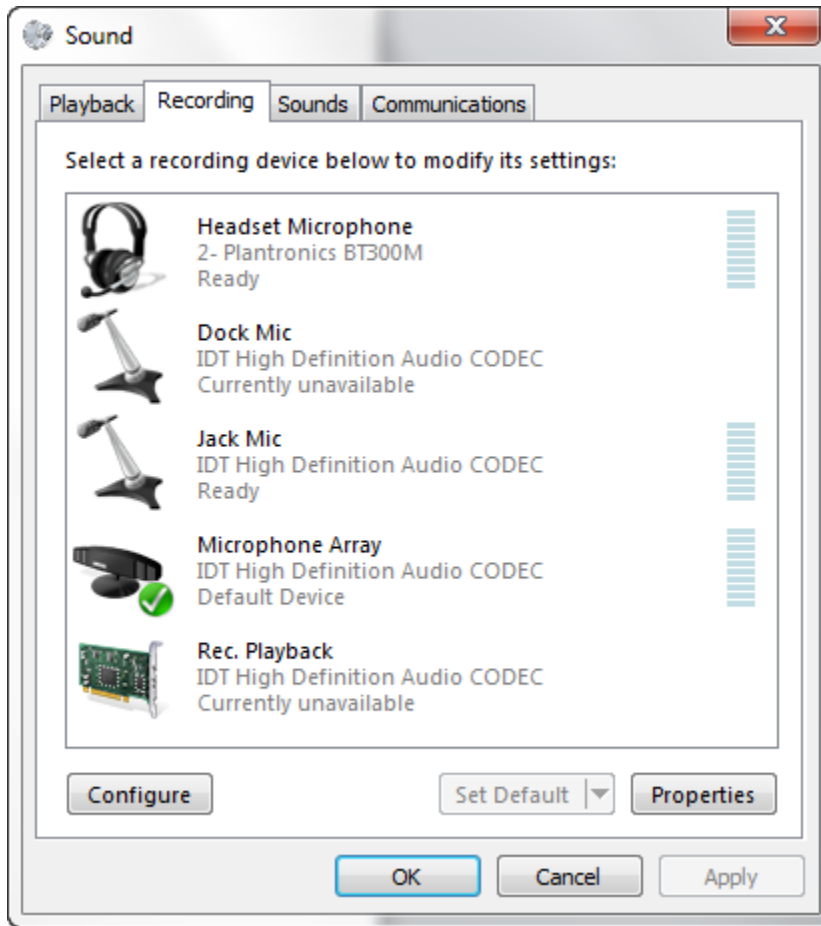 Sound
Playback Recording Sounds Communications
Select a recording device below to modify its settings:
Headset Microphone
2- Plantronics BT300M
Ready
Dock Mic
IDT High Definition Audio CODEC
Currently unavailable
Jack Mic
IDT High Definition Audio CODEC
Ready
Microphone Array
IDT High Definition Audio CODEC
Default Device
Rec. Playback
IDT High Definition Audio CODEC
Currently unavailable
Configure Set Default Properties
OK Cancel Apply